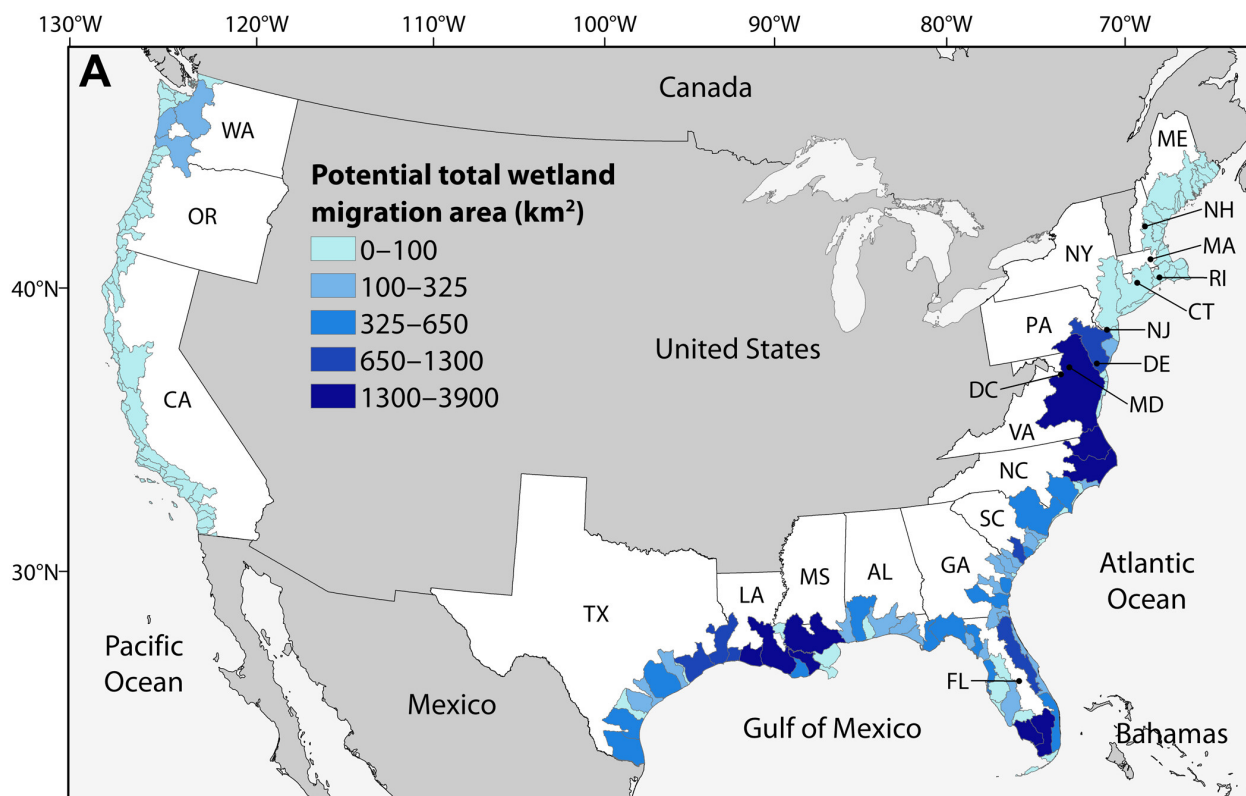 130°W
120°W
110°W
100°W
90°W
80°W
70°W
A
Canada
WA
ME
Potential total wetland
migration area (km²)
OR
NH
0–100
MA
NY
RI
100–325
40°N
CT
325–650
PA
NJ
650–1300
United States
DE
DC
1300–3900
CA
MD
VA
NC
SC
30°N
LA
MS
AL
GA
Atlantic
Ocean
TX
Pacific
Ocean
FL
Mexico
Gulf of Mexico
Bahamas